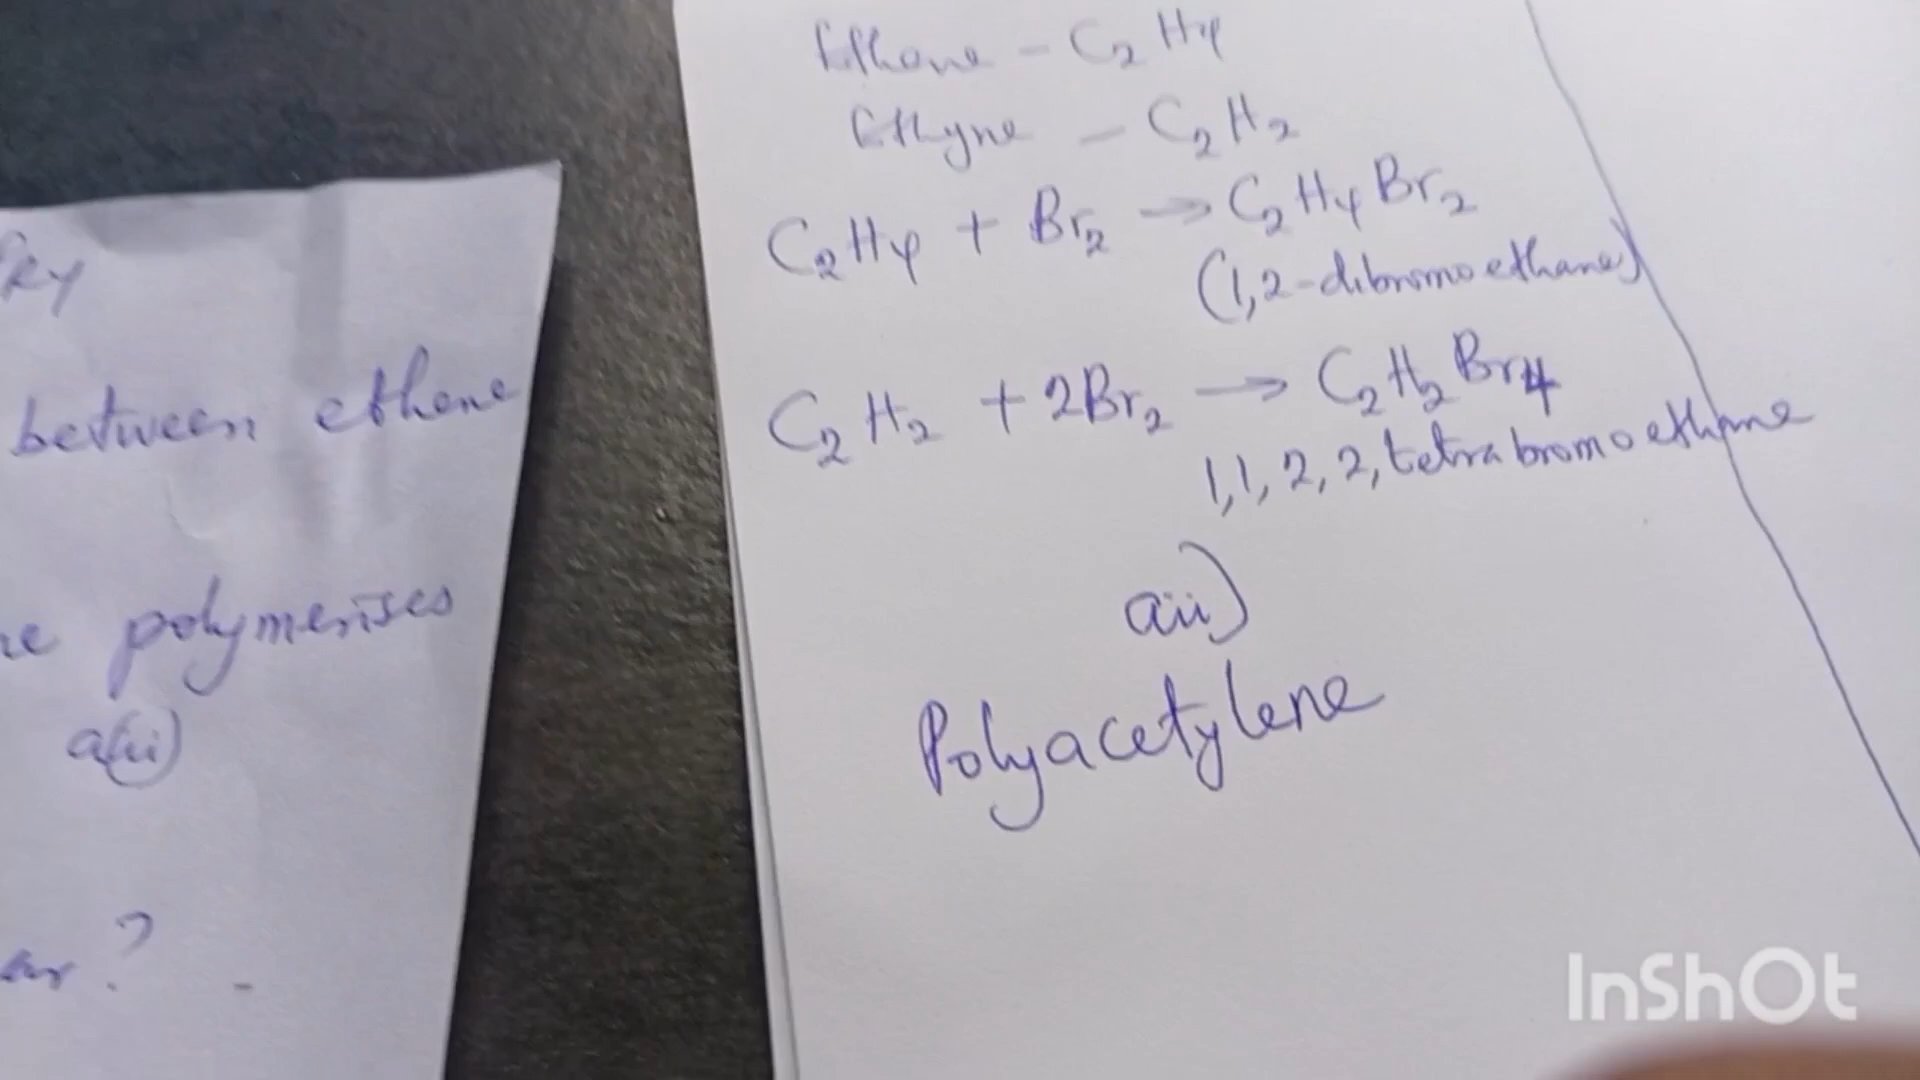 RY
between ethene
polymerises
a(ii)
?
Ethene - C2H4
Ethyne - C2H2
C2H4 + Br2 → C2H4Br2
(1,2-dibromoethane)
C2H2 + 2Br2 → C2H2Br4
1,1,2,2,tetrabromoethane
aii)
Polyacetylene
InShOt